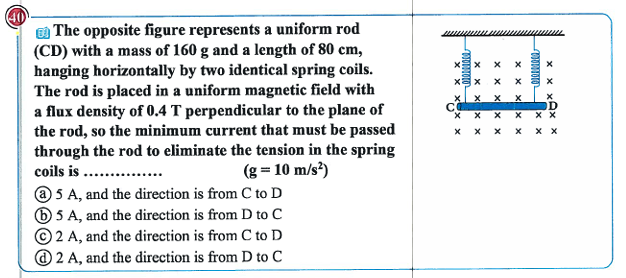 40
The opposite figure represents a uniform rod
(CD) with a mass of 160 g and a length of 80 cm,
hanging horizontally by two identical spring coils.
The rod is placed in a uniform magnetic field with
a flux density of 0.4 T perpendicular to the plane of
the rod, so the minimum current that must be passed
through the rod to eliminate the tension in the spring
coils is ............... (g = 10 m/s²)
ⓐ 5 A, and the direction is from C to D
ⓑ 5 A, and the direction is from D to C
ⓒ 2 A, and the direction is from C to D
ⓓ 2 A, and the direction is from D to C
C D